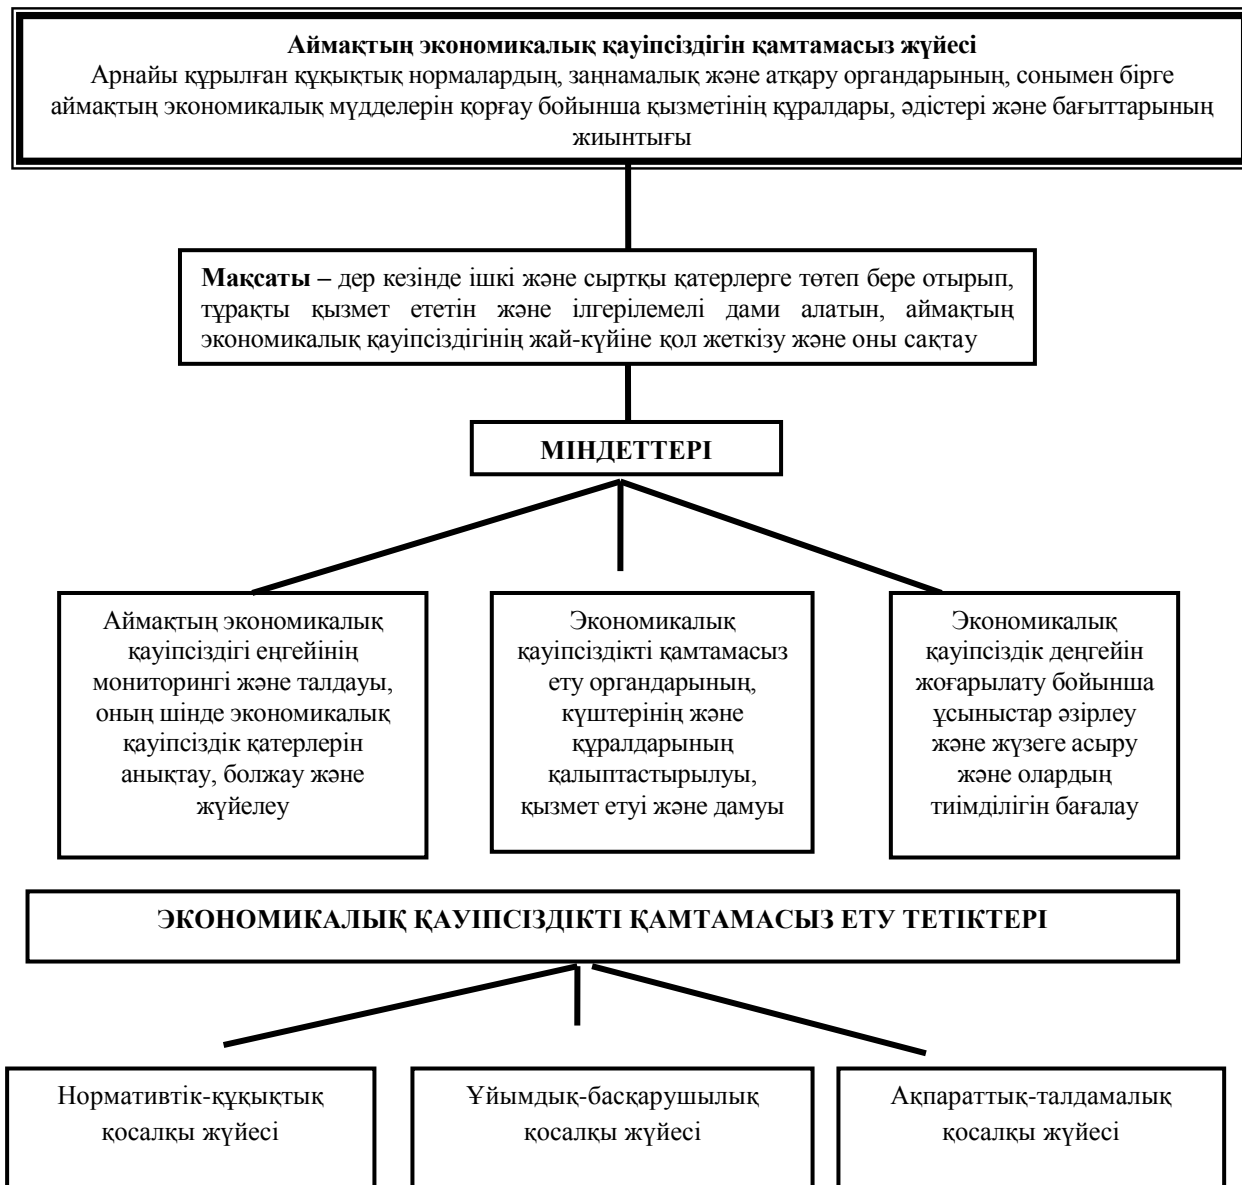 Аймақтың экономикалық қауіпсіздігін қамтамасыз жүйесі
Арнайы құрылған құқықтық нормалардың, заңнамалық және атқару органдарының, сонымен бірге
аймақтың экономикалық мүдделерін қорғау бойынша қызметінің құралдары, әдістері және бағыттарының
жиынтығы
Мақсаты – дер кезінде ішкі және сыртқы қатерлерге төтеп бере отырып,
тұрақты қызмет ететін және ілгерілемелі дами алатын, аймақтың
экономикалық қауіпсіздігінің жай-күйіне қол жеткізу және оны сақтау
МІНДЕТТЕРІ
Аймақтың экономикалық
қауіпсіздігі еңгейінің
мониторингі және талдауы,
оның шінде экономикалық
қауіпсіздік қатерлерін
анықтау, болжау және
жүйелеу
Экономикалық
қауіпсіздікті қамтамасыз
ету органдарының,
күштерінің және
құралдарының
қалыптастырылуы,
қызмет етуі және дамуы
Экономикалық
қауіпсіздік деңгейін
жоғарылату бойынша
ұсыныстар әзірлеу
және жүзеге асыру
және олардың
тиімділігін бағалау
ЭКОНОМИКАЛЫҚ ҚАУІПСІЗДІКТІ ҚАМТАМАСЫЗ ЕТУ ТЕТІКТЕРІ
Нормативтік-құқықтық
қосалқы жүйесі
Ұйымдық-басқарушылық
қосалқы жүйесі
Ақпараттық-талдамалық
қосалқы жүйесі